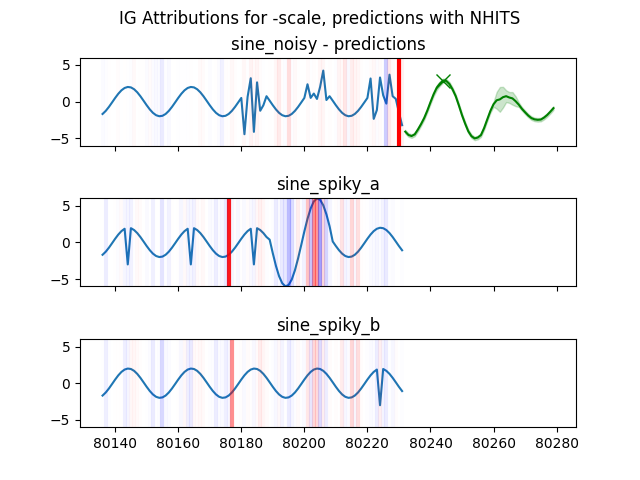 IG Attributions for -scale, predictions with NHITS
sine_noisy - predictions
5
0
−5
sine_spiky_a
5
0
−5
sine_spiky_b
5
0
−5
80140 80160 80180 80200 80220 80240 80260 80280